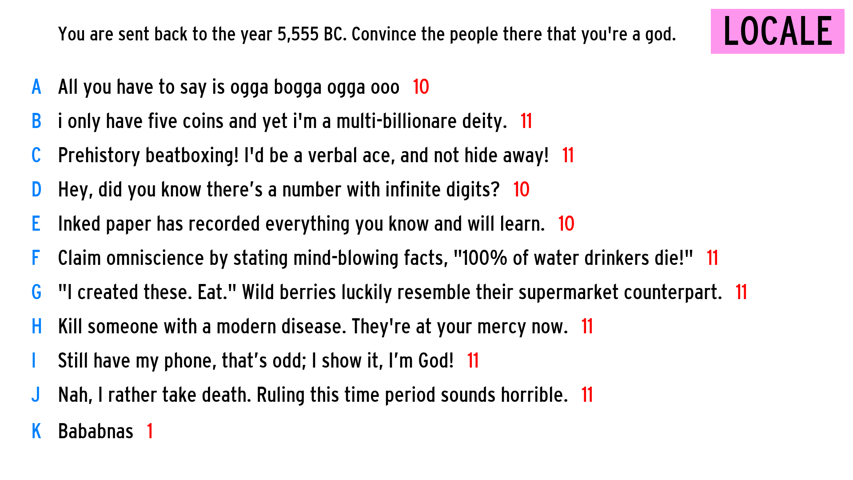 You are sent back to the year 5,555 BC. Convince the people there that you're a god.
LOCALE
A All you have to say is ogga bogga ogga ooo 10
B i only have five coins and yet i'm a multi-billionare deity. 11
C Prehistory beatboxing! I'd be a verbal ace, and not hide away! 11
D Hey, did you know there's a number with infinite digits? 10
E Inked paper has recorded everything you know and will learn. 10
F Claim omniscience by stating mind-blowing facts, "100% of water drinkers die!" 11
G "I created these. Eat." Wild berries luckily resemble their supermarket counterpart. 11
H Kill someone with a modern disease. They're at your mercy now. 11
I Still have my phone, that's odd; I show it, I'm God! 11
J Nah, I rather take death. Ruling this time period sounds horrible. 11
K Bababnas 1